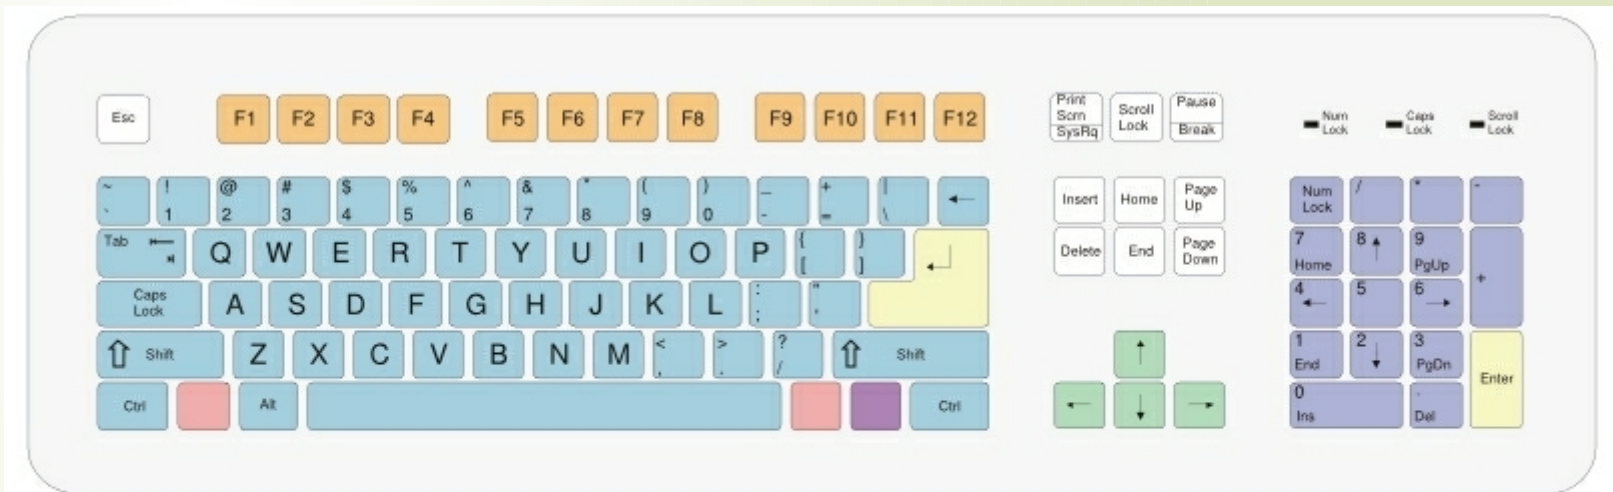 Esc F1 F2 F3 F4 F5 F6 F7 F8 F9 F10 F11 F12
Print Scrn SysRq
Scroll Lock
Pause Break
Num Lock
Caps Lock
Scroll Lock
~ ! @ # $ % ^ & * ( ) _ + |
` 1 2 3 4 5 6 7 8 9 0 - = \ ←
Insert Home Page Up
Num Lock / * -
Tab Q W E R T Y U I O P { [ } ]
Delete End Page Down
7 Home 8 ↑ 9 PgUp +
Caps Lock A S D F G H J K L : ; " '
4 ← 5 6 →
⇧ Shift Z X C V B N M < , > . ? / ⇧ Shift
↑
1 End 2 ↓ 3 PgDn Enter
Ctrl Alt Ctrl
← ↓ →
0 Ins . Del